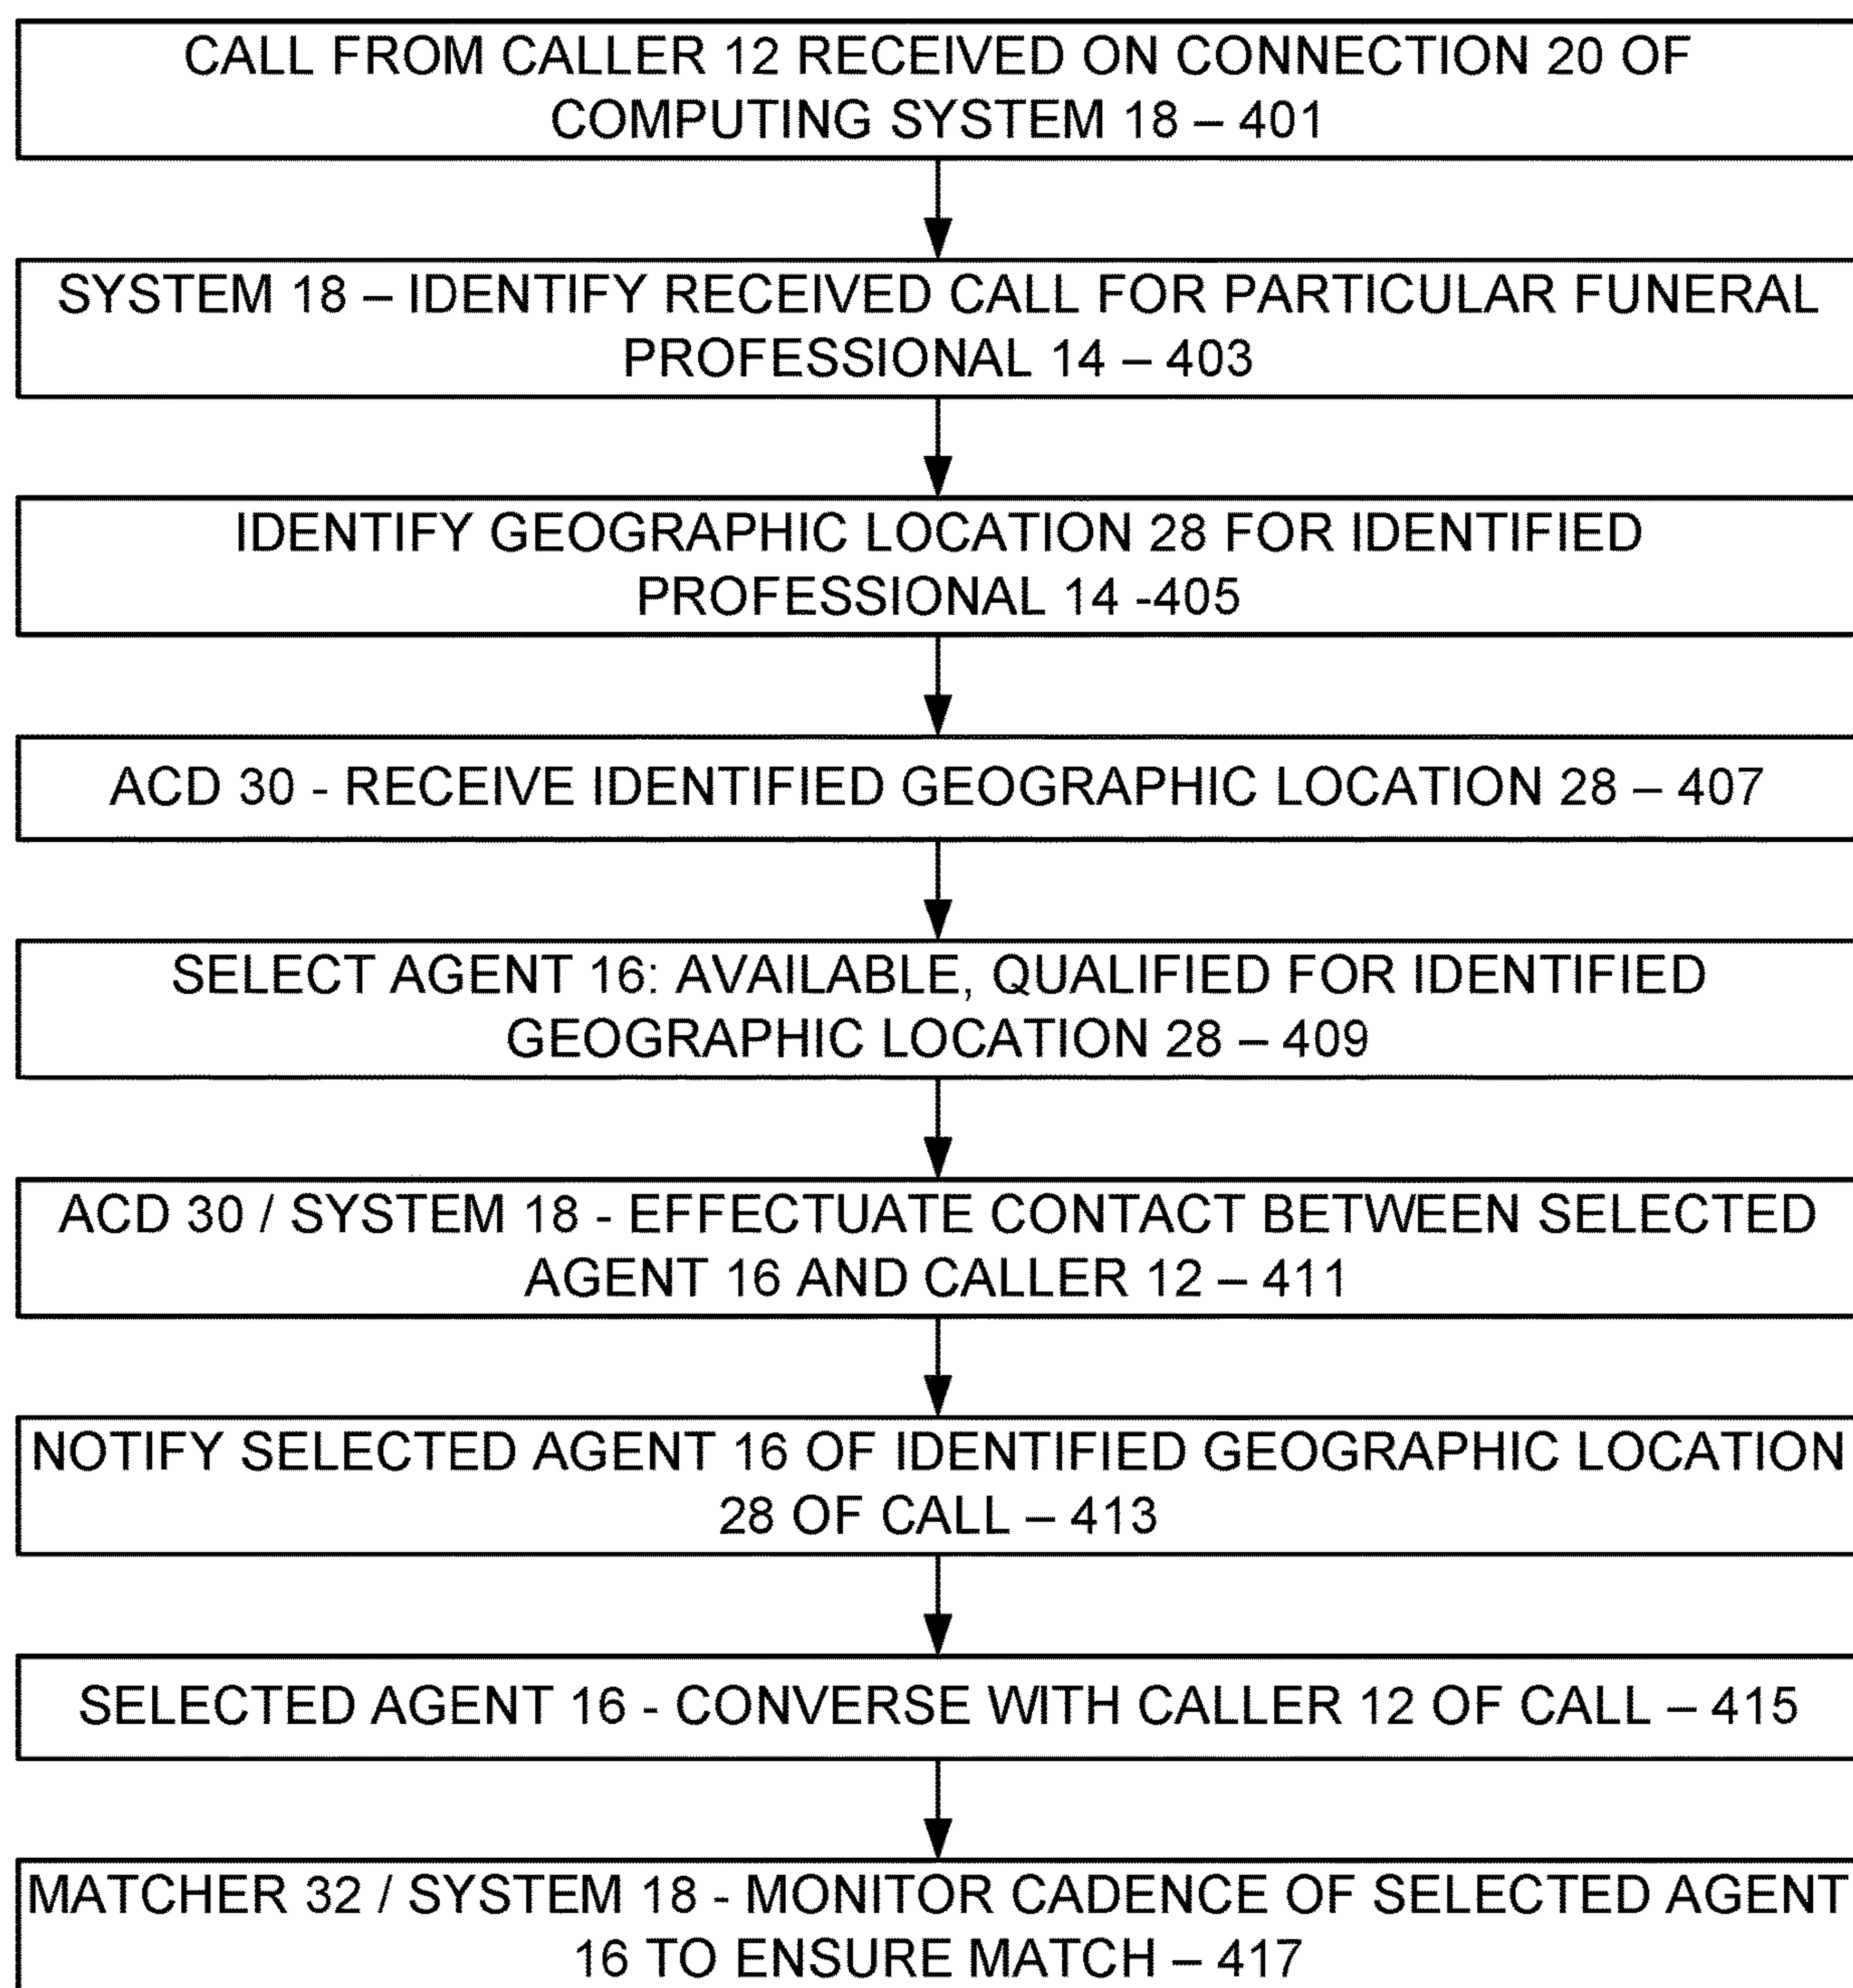 CALL FROM CALLER 12 RECEIVED ON CONNECTION 20 OF
COMPUTING SYSTEM 18 – 401
SYSTEM 18 – IDENTIFY RECEIVED CALL FOR PARTICULAR FUNERAL
PROFESSIONAL 14 – 403
IDENTIFY GEOGRAPHIC LOCATION 28 FOR IDENTIFIED
PROFESSIONAL 14 -405
ACD 30 - RECEIVE IDENTIFIED GEOGRAPHIC LOCATION 28 – 407
SELECT AGENT 16: AVAILABLE, QUALIFIED FOR IDENTIFIED
GEOGRAPHIC LOCATION 28 – 409
ACD 30 / SYSTEM 18 - EFFECTUATE CONTACT BETWEEN SELECTED
AGENT 16 AND CALLER 12 – 411
NOTIFY SELECTED AGENT 16 OF IDENTIFIED GEOGRAPHIC LOCATION
28 OF CALL – 413
SELECTED AGENT 16 - CONVERSE WITH CALLER 12 OF CALL – 415
MATCHER 32 / SYSTEM 18 - MONITOR CADENCE OF SELECTED AGENT
16 TO ENSURE MATCH – 417